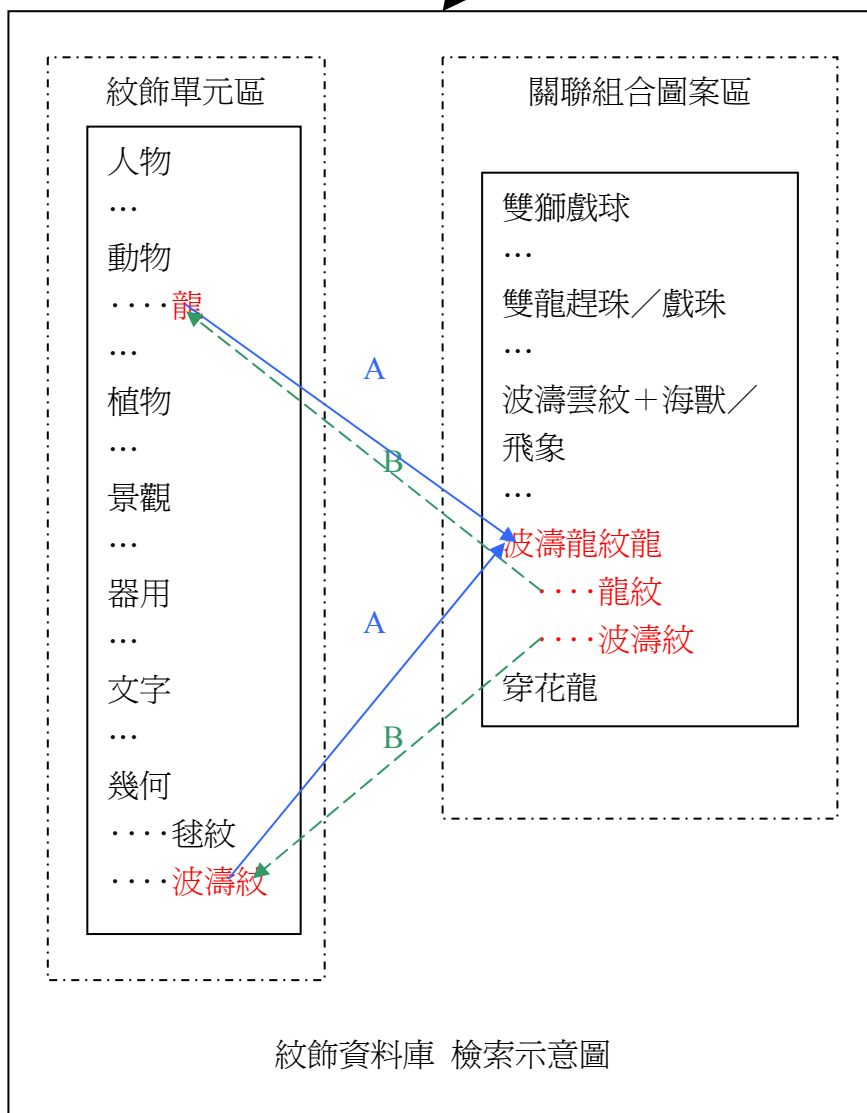 紋飾單元區
人物
…
動物
‥‥龍
…
植物
…
景觀
…
器用
…
文字
…
幾何
‥‥毬紋
‥‥波濤紋
A
B
A
B
關聯組合圖案區
雙獅戲球
…
雙龍趕珠／戲珠
…
波濤雲紋＋海獸／
飛象
…
波濤龍紋龍
‥‥龍紋
‥‥波濤紋
穿花龍
紋飾資料庫 檢索示意圖